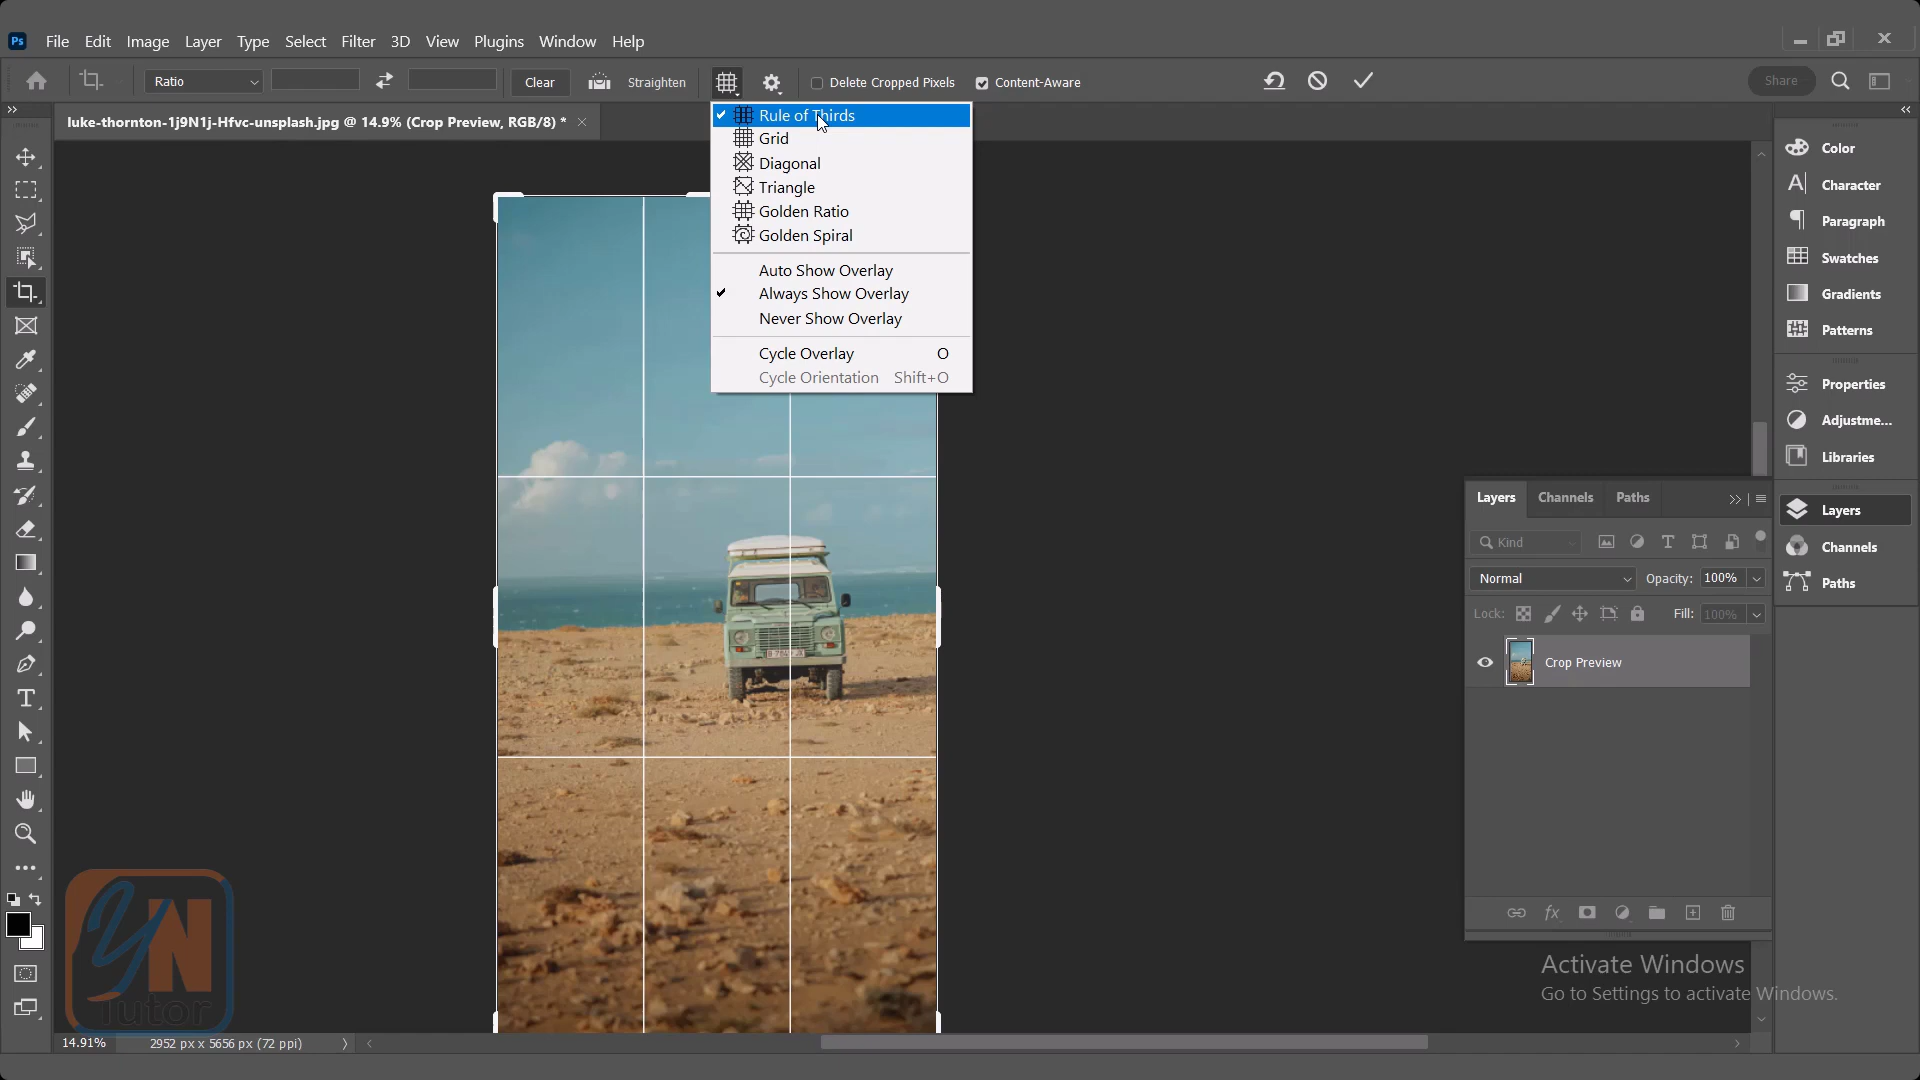 Ps File Edit Image Layer Type Select Filter 3D View Plugins Window Help
Ratio Clear Straighten Delete Cropped Pixels Content-Aware Share
luke-thornton-1j9N1j-Hfvc-unsplash.jpg @ 14.9% (Crop Preview, RGB/8) *
Rule of Thirds
Grid
Diagonal
Triangle
Golden Ratio
Golden Spiral
Auto Show Overlay
Always Show Overlay
Never Show Overlay
Cycle Overlay O
Cycle Orientation Shift+O
Color
Character
Paragraph
Swatches
Gradients
Patterns
Properties
Adjustme...
Libraries
Layers
Channels
Paths
Layers Channels Paths
Kind
Normal Opacity: 100%
Lock: Fill: 100%
Crop Preview
fx
YN
Tutor
Activate Windows
Go to Settings to activate Windows.
14.91% 2952 px x 5656 px (72 ppi)